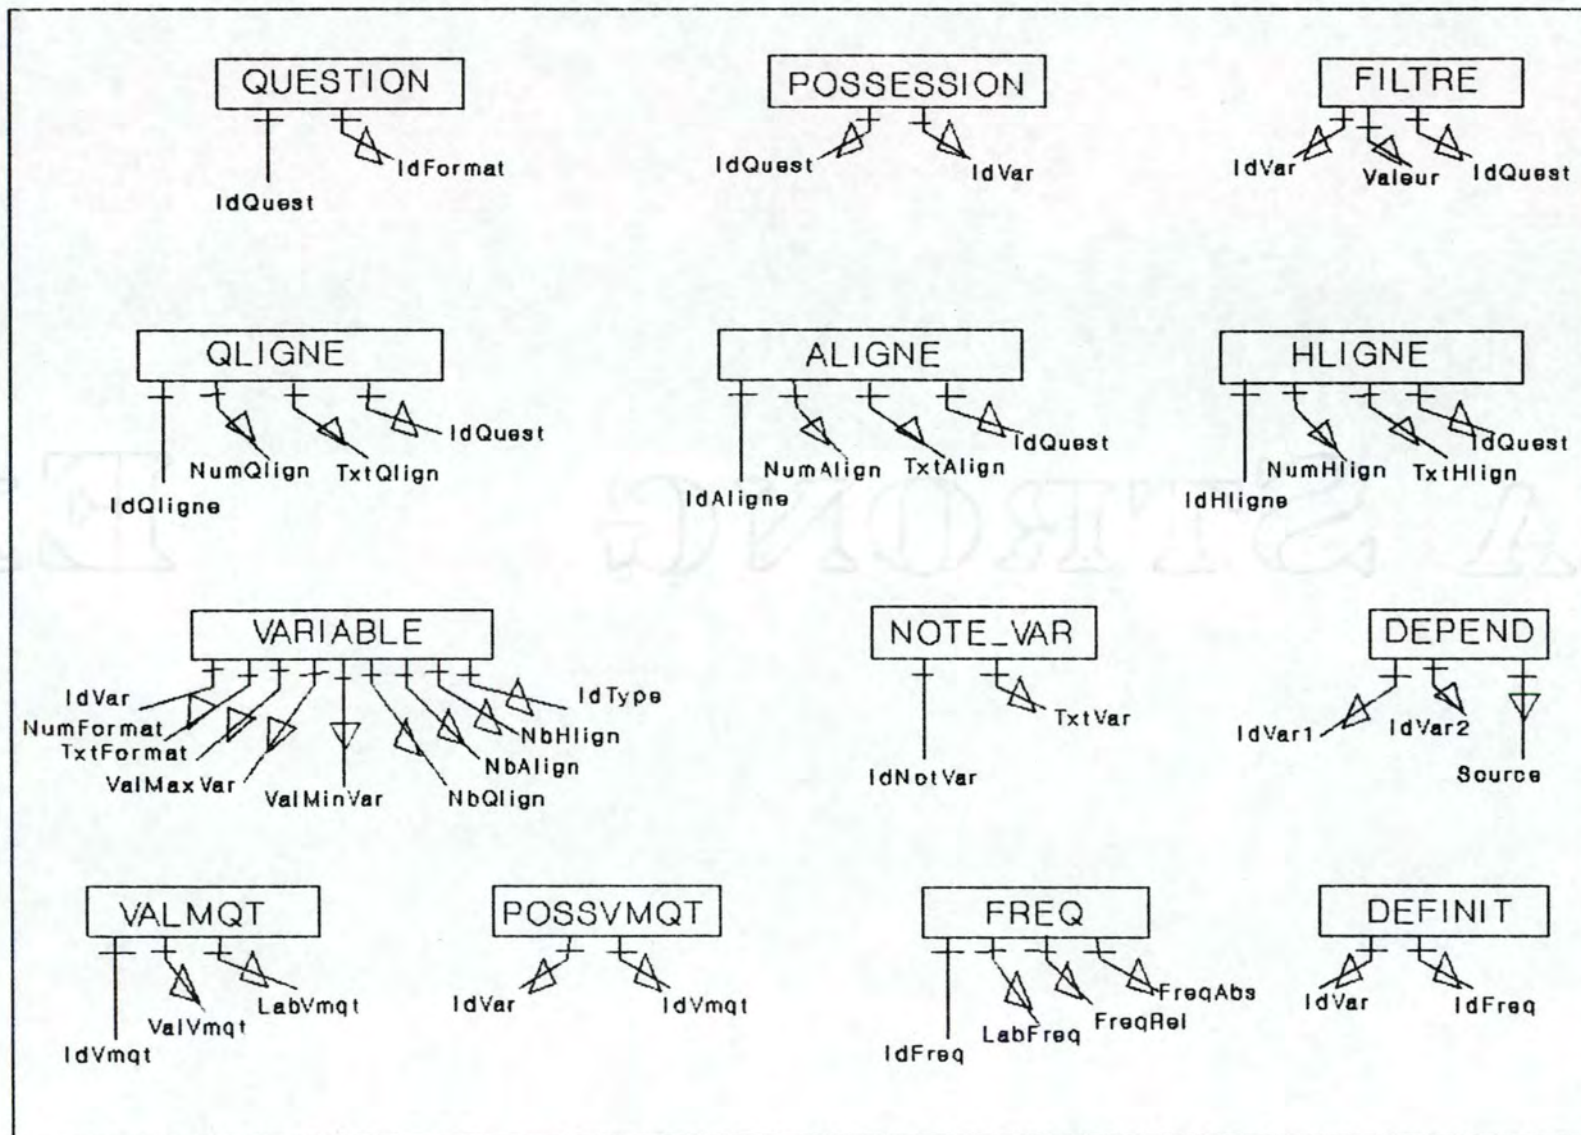 QUESTION
IdFormat
IdQuest
POSSESSION
IdQuest
IdVar
FILTRE
IdVar
Valeur
IdQuest
QLIGNE
IdQuest
NumQlign
TxtQlign
IdQligne
ALIGNE
IdQuest
NumAlign
TxtAlign
IdAligne
HLIGNE
IdQuest
NumHlign
TxtHlign
IdHligne
A STRONG E
VARIABLE
IdVar
NumFormat
TxtFormat
ValMaxVar
ValMinVar
NbQlign
NbAlign
NbHlign
IdType
NOTE_VAR
TxtVar
IdNotVar
DEPEND
IdVar1
IdVar2
Source
VALMQT
LabVmqt
ValVmqt
IdVmqt
POSSVMQT
IdVar
IdVmqt
FREQ
FreqAbs
FreqRel
LabFreq
IdFreq
DEFINIT
IdVar
IdFreq